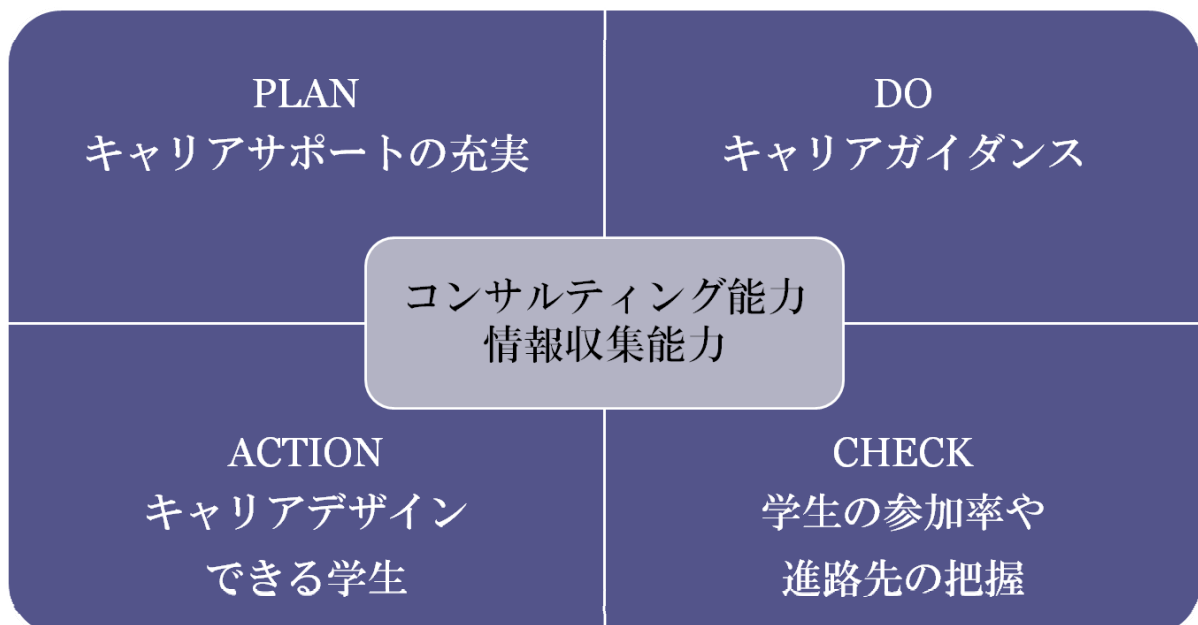 PLAN
キャリアサポートの充実
DO
キャリアガイダンス
コンサルティング能力
情報収集能力
ACTION
キャリアデザイン
できる学生
CHECK
学生の参加率や
進路先の把握